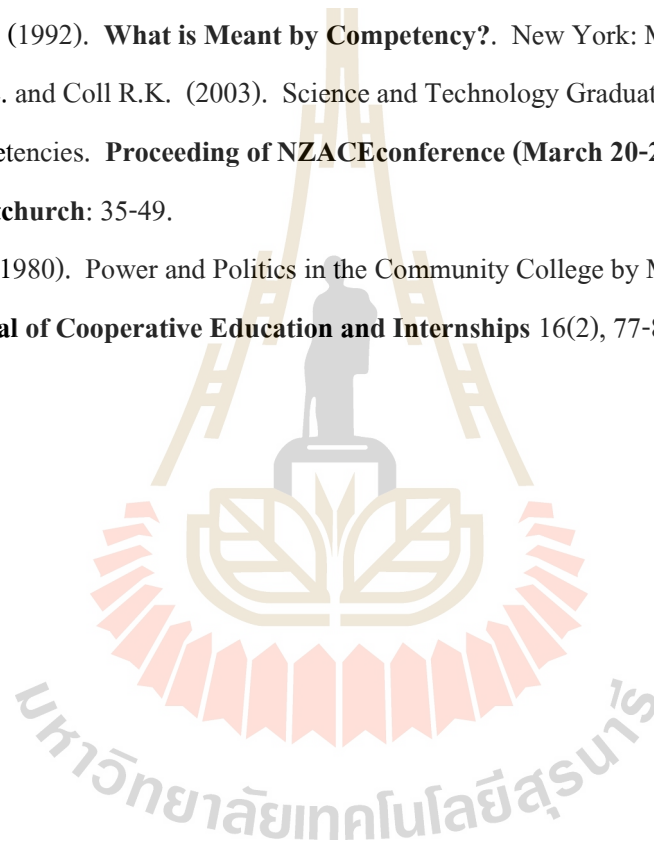 (1992). What is Meant by Competency?. New York: M
. and Coll R.K. (2003). Science and Technology Graduat
etencies. Proceeding of NZACEconference (March 20-2
tchurch: 35-49.
1980). Power and Politics in the Community College by M
al of Cooperative Education and Internships 16(2), 77-8
มหาวิทยาลัยเทคโนโลยีสุรนารี